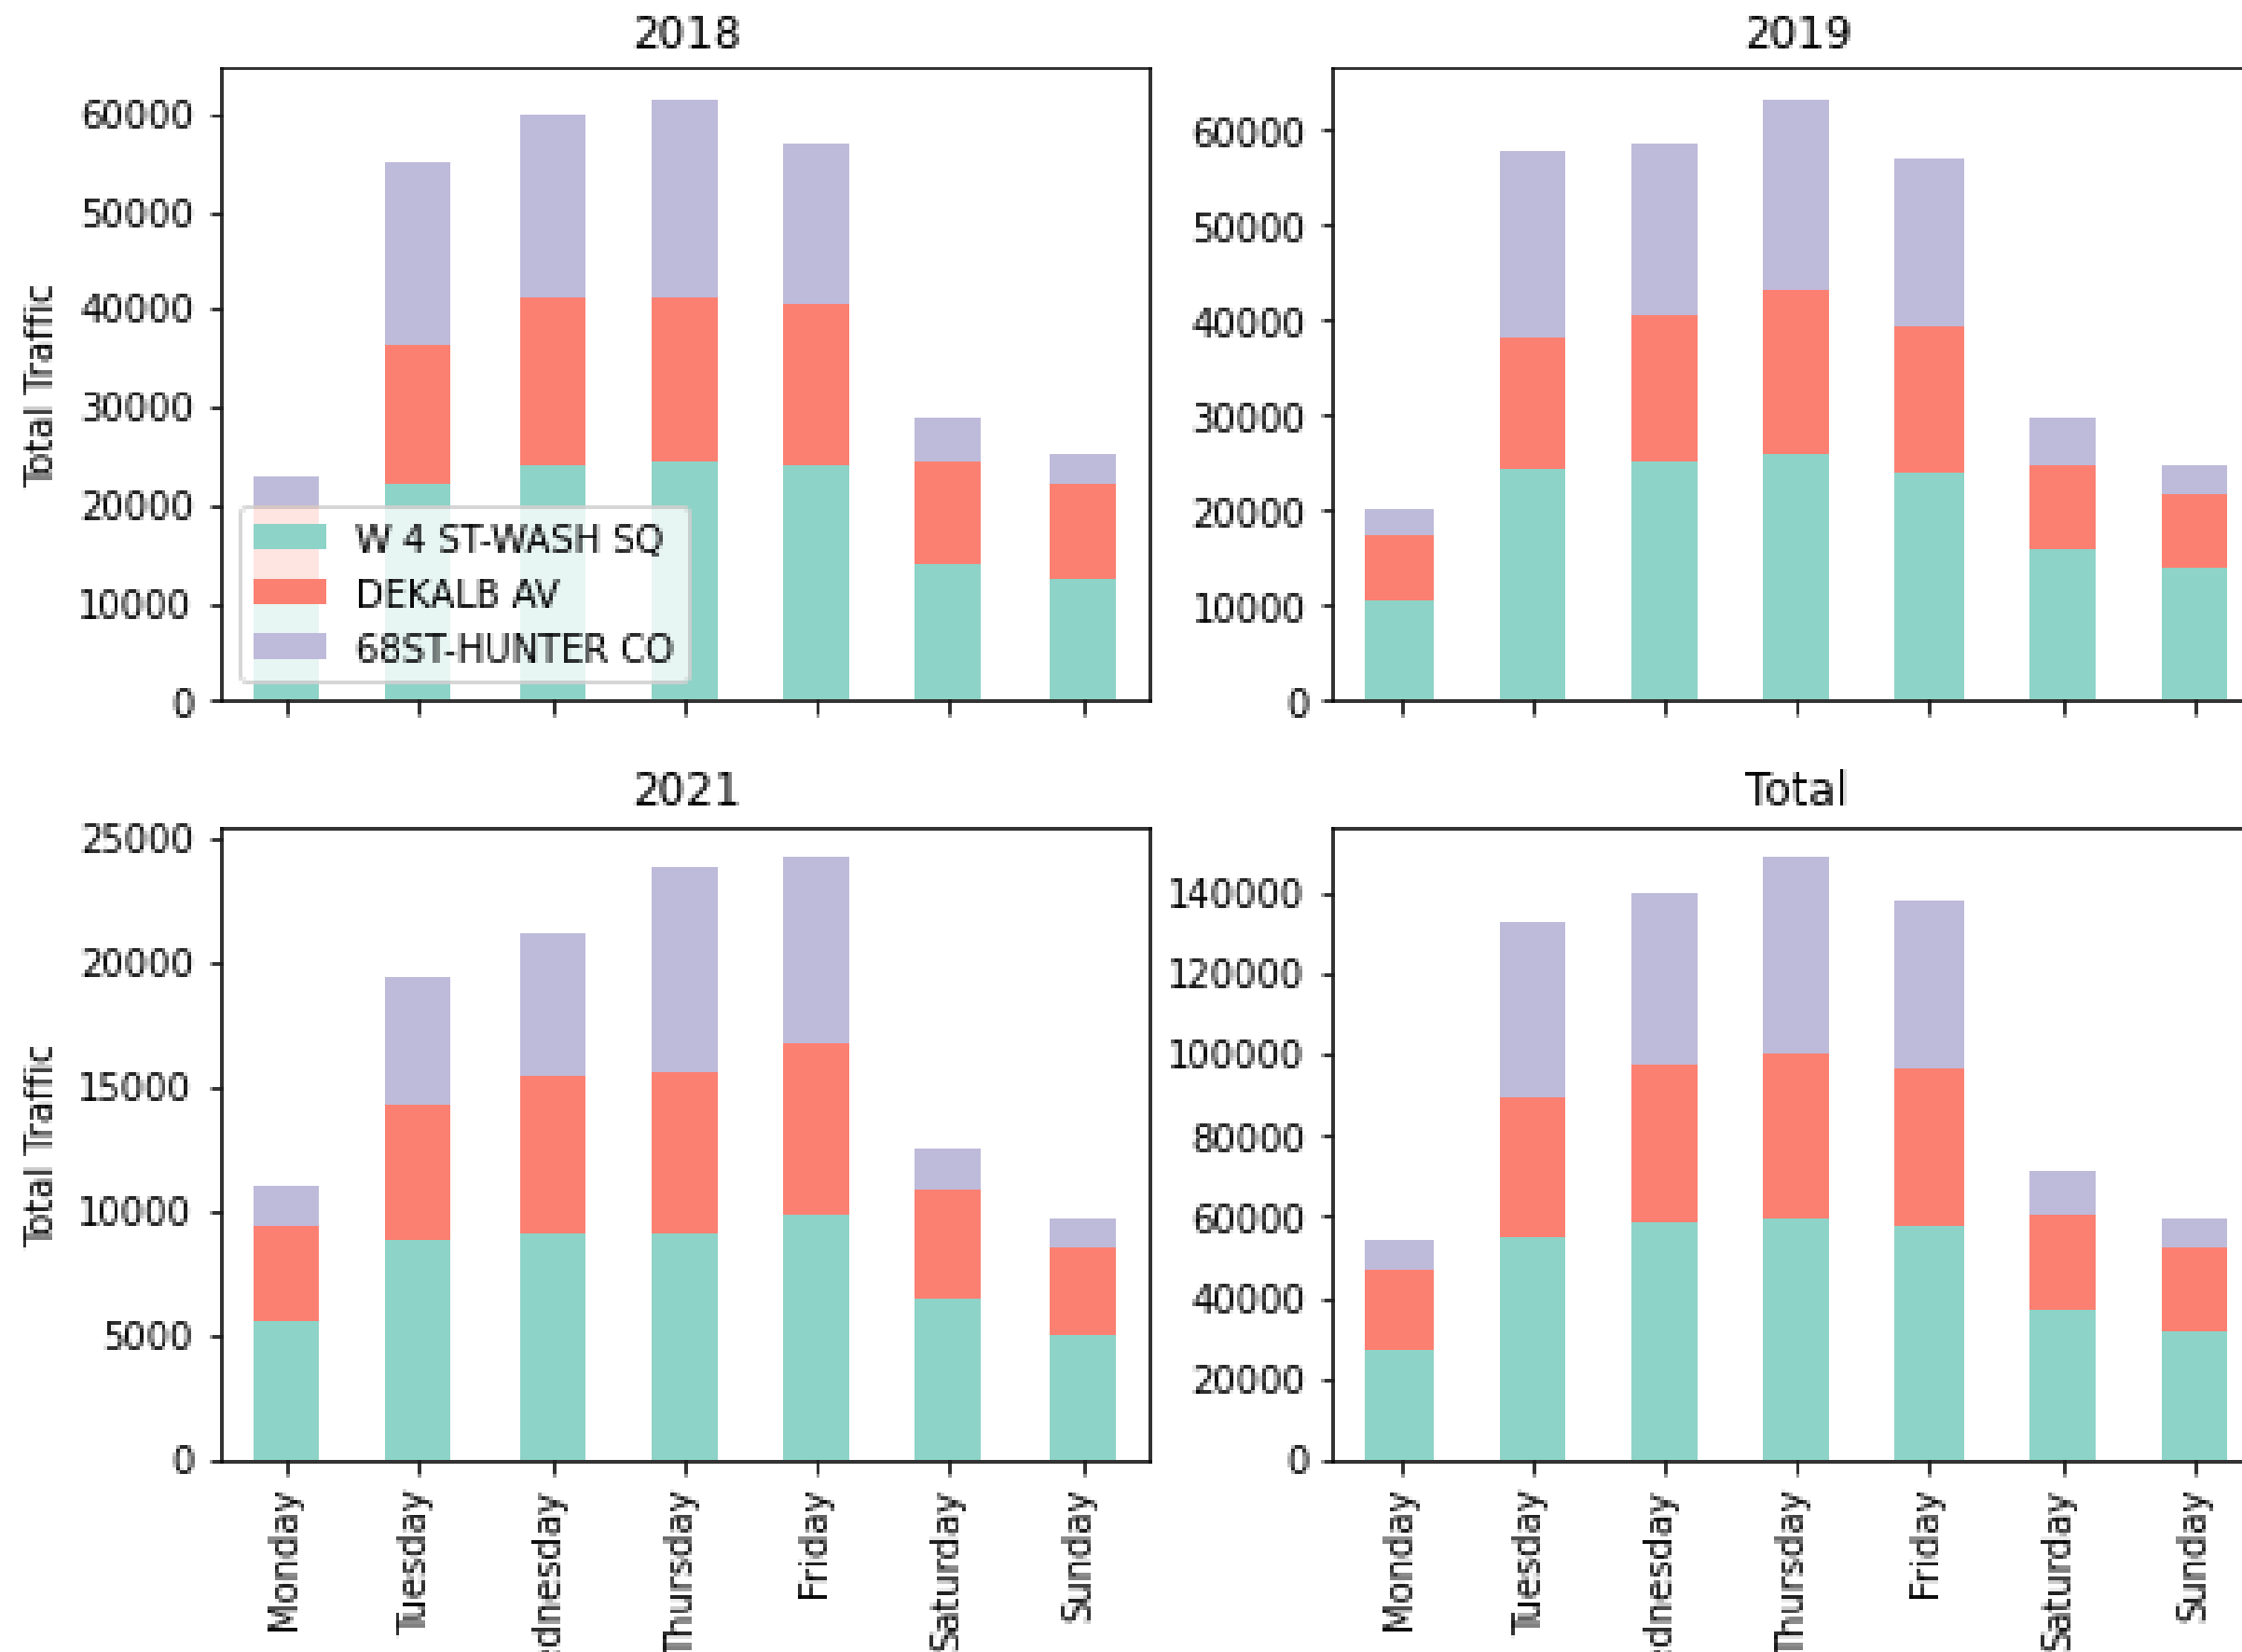 2018
60000
50000
40000
30000
20000
10000
0
Total Traffic
W 4 ST-WASH SQ
DEKALB AV
68ST-HUNTER CO
2019
60000
50000
40000
30000
20000
10000
0
2021
25000
20000
15000
10000
5000
0
Total Traffic
Monday
Tuesday
ednesday
Thursday
Friday
Saturday
Sunday
Total
140000
120000
100000
80000
60000
40000
20000
0
Monday
Tuesday
ednesday
Thursday
Friday
Saturday
Sunday